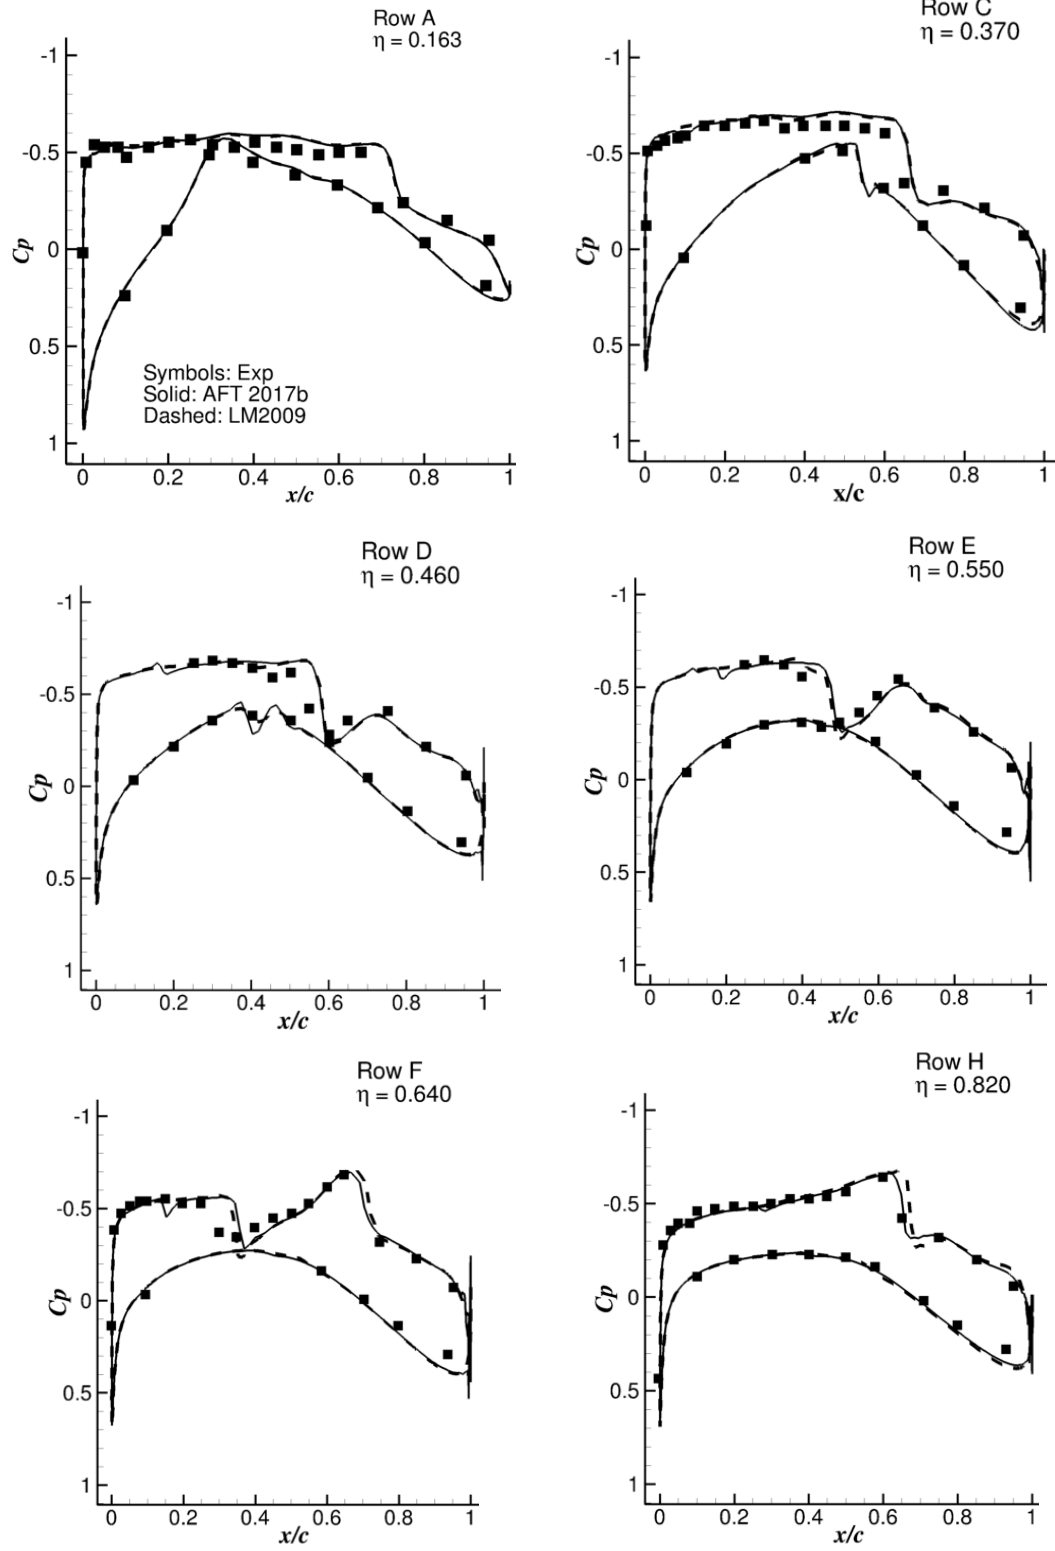 Row A
η = 0.163
-1
-0.5
0
0.5
1
Cp
Symbols: Exp
Solid: AFT 2017b
Dashed: LM2009
0 0.2 0.4 0.6 0.8 1
x/c
Row C
η = 0.370
-1
-0.5
0
0.5
1
Cp
0 0.2 0.4 0.6 0.8 1
x/c
Row D
η = 0.460
-1
-0.5
0
0.5
1
Cp
0 0.2 0.4 0.6 0.8 1
x/c
Row E
η = 0.550
-1
-0.5
0
0.5
1
Cp
0 0.2 0.4 0.6 0.8 1
x/c
Row F
η = 0.640
-1
-0.5
0
0.5
1
Cp
0 0.2 0.4 0.6 0.8 1
x/c
Row H
η = 0.820
-1
-0.5
0
0.5
1
Cp
0 0.2 0.4 0.6 0.8 1
x/c